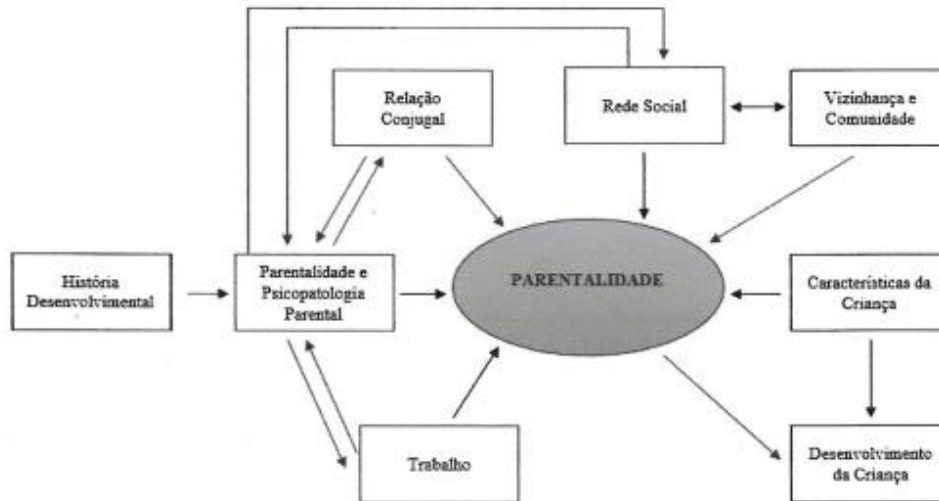 Relação
Conjugal
Rede Social
Vizinhança e
Comunidade
História
Desenvolvimental
Parentalidade e
Psicopatologia
Parental
PARENTALIDADE
Características da
Criança
Trabalho
Desenvolvimento
da Criança